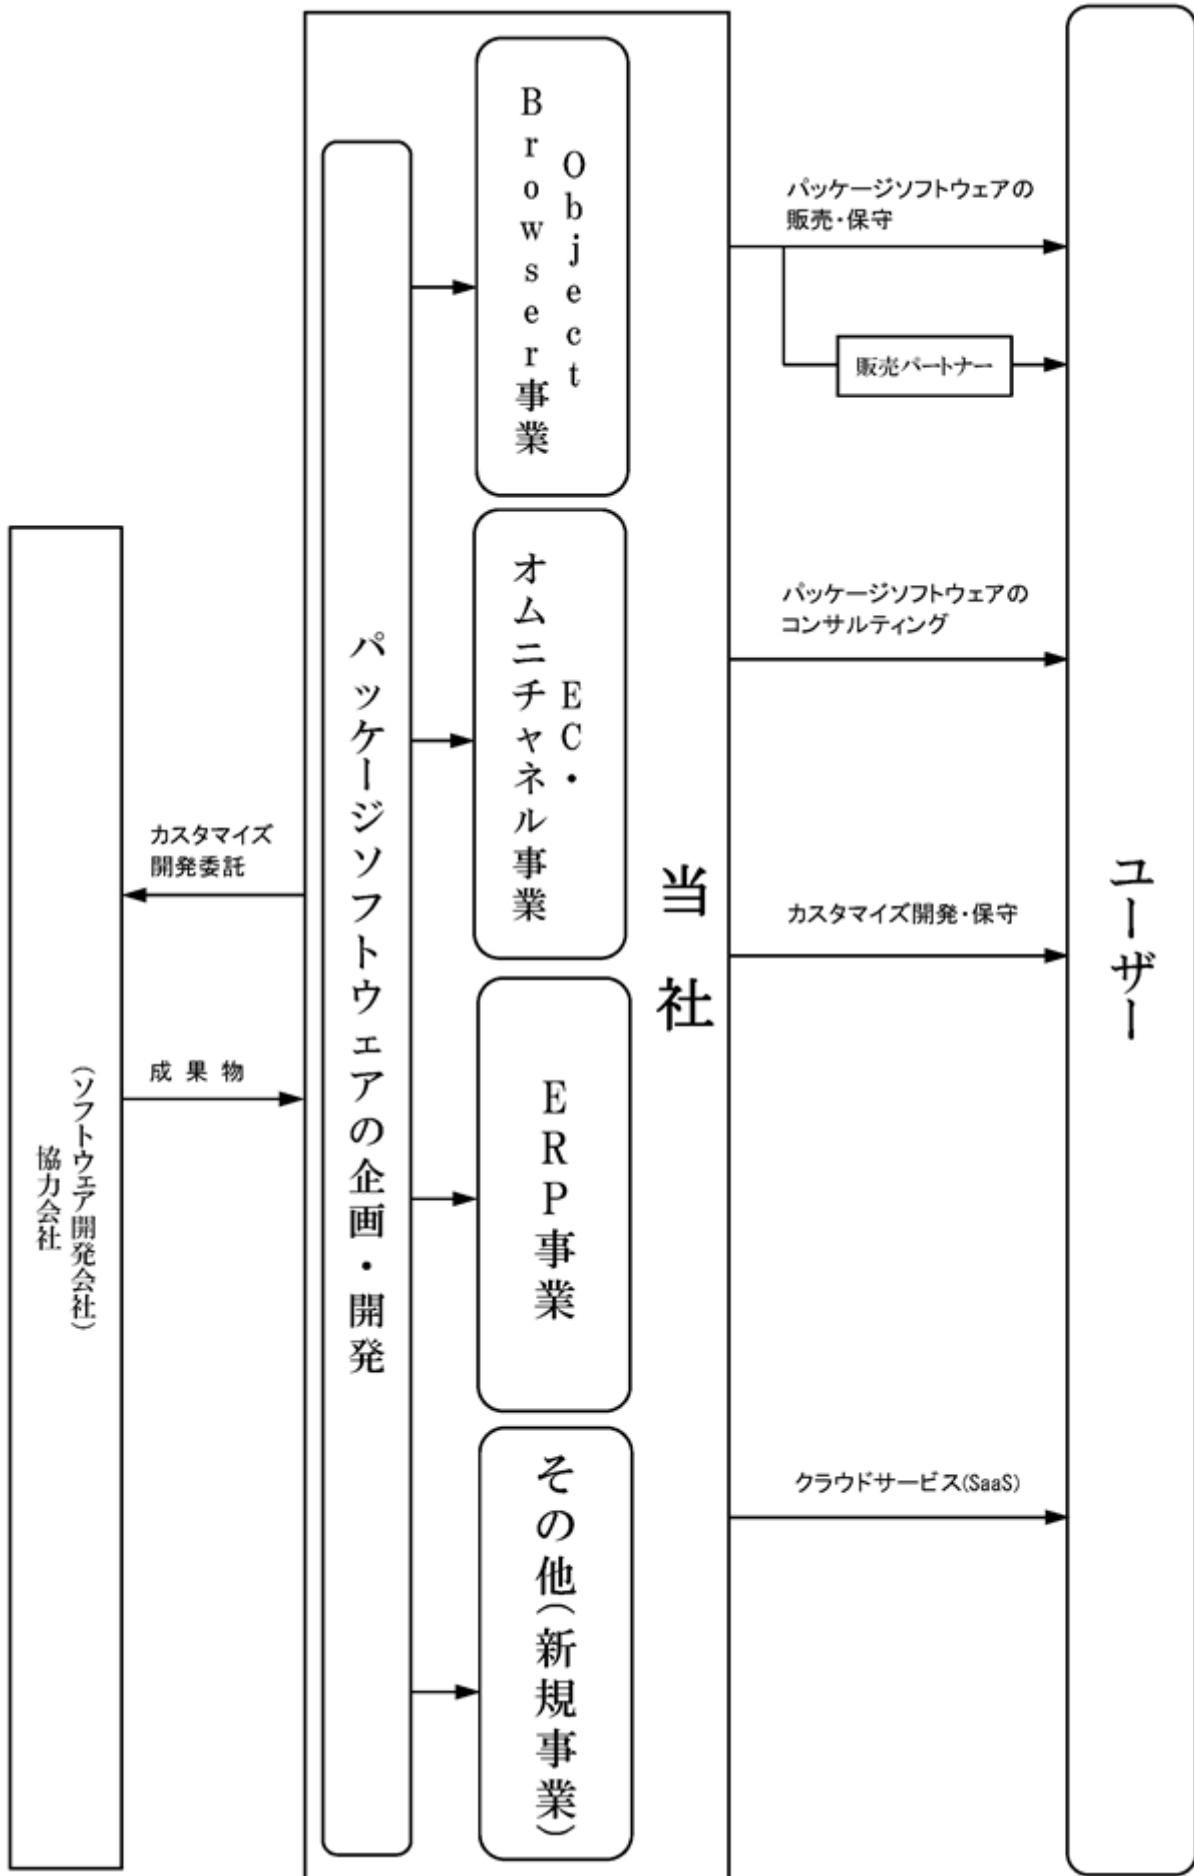 Object
Browser事業
パッケージソフトウェアの
販売・保守
販売パートナー
EC・
オムニチャネル事業
パッケージソフトウェアの
コンサルティング
パッケージソフトウェアの企画・開発
カスタマイズ
開発委託
当社
カスタマイズ開発・保守
ユーザー
成果物
(ソフトウェア開発会社)
協力会社
ERP事業
クラウドサービス(SaaS)
その他(新規事業)